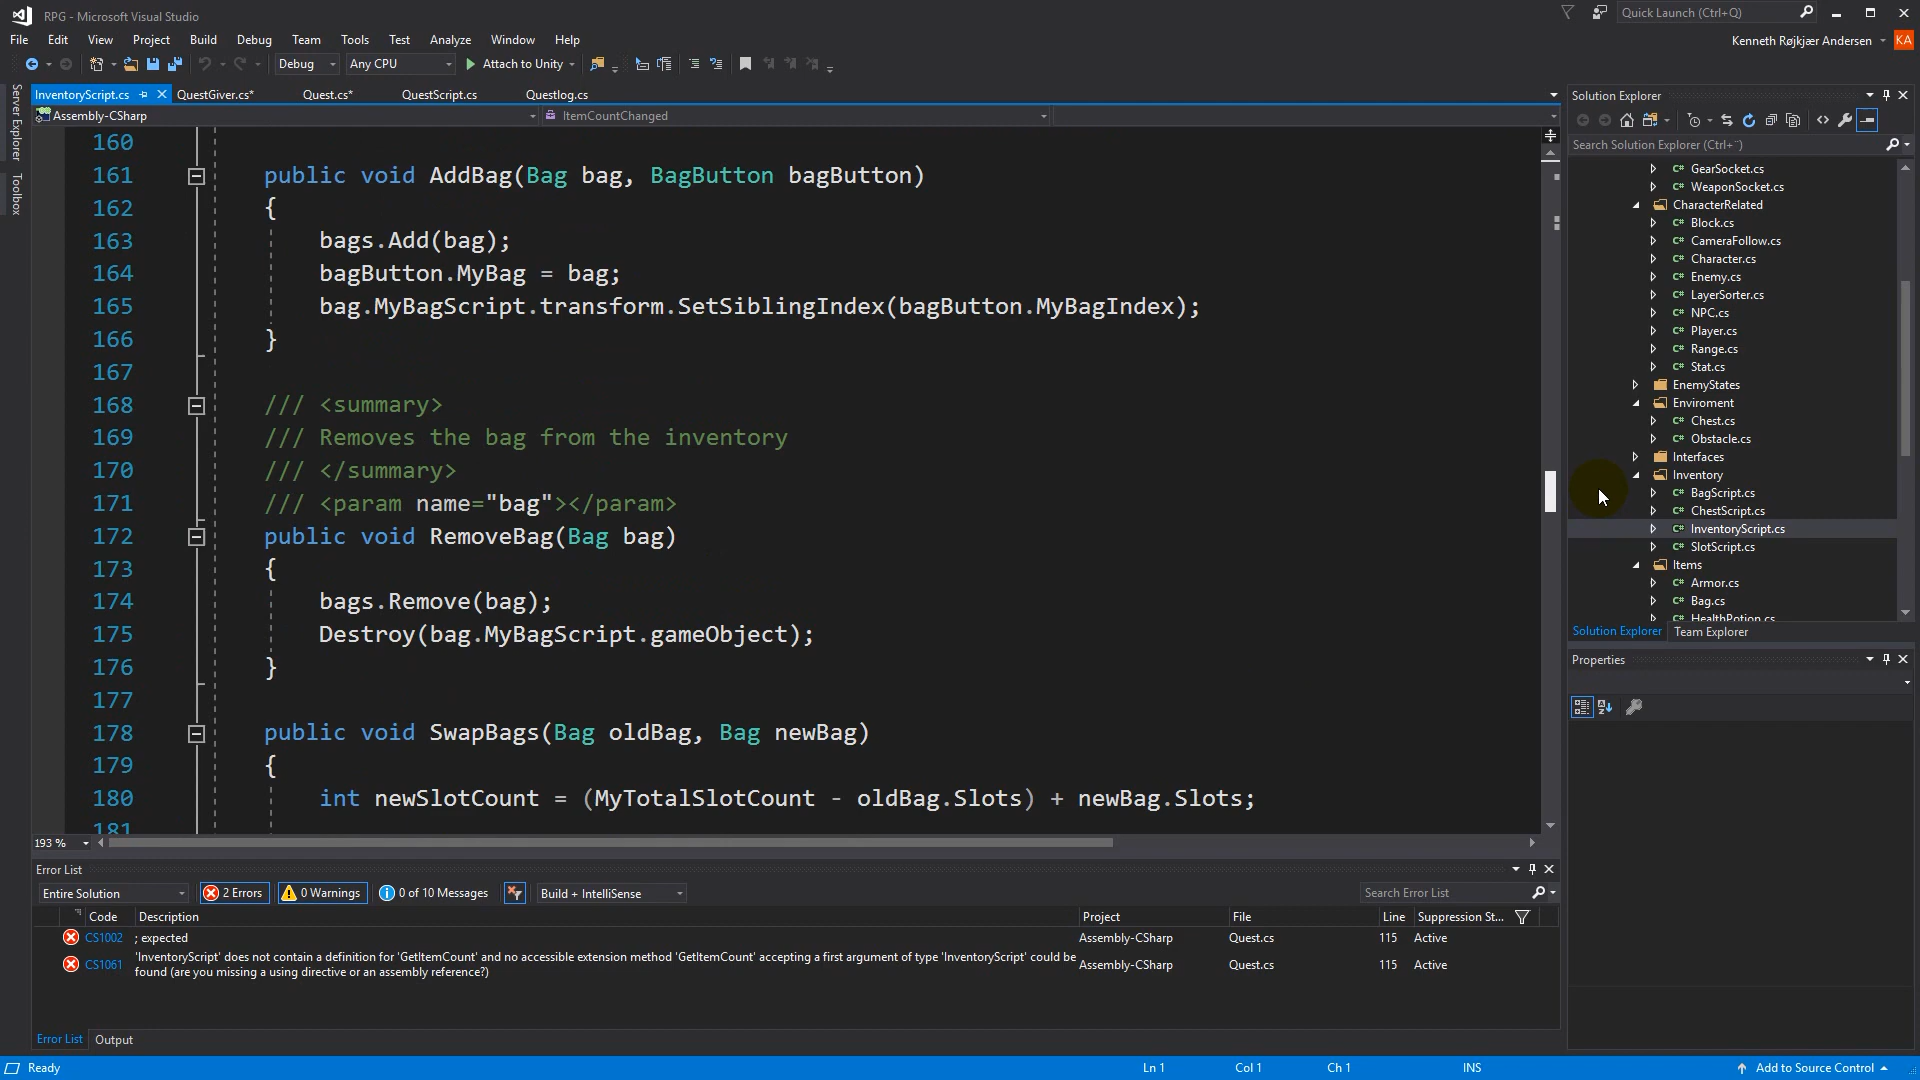 RPG - Microsoft Visual Studio
Quick Launch (Ctrl+Q)
File Edit View Project Build Debug Team Tools Test Analyze Window Help
Kenneth Røjkjær Andersen KA
Debug Any CPU Attach to Unity
Server Explorer
Toolbox
InventoryScript.cs QuestGiver.cs* Quest.cs* QuestScript.cs Questlog.cs
Assembly-CSharp ItemCountChanged
160
161 public void AddBag(Bag bag, BagButton bagButton)
162 {
163 bags.Add(bag);
164 bagButton.MyBag = bag;
165 bag.MyBagScript.transform.SetSiblingIndex(bagButton.MyBagIndex);
166 }
167
168 /// <summary>
169 /// Removes the bag from the inventory
170 /// </summary>
171 /// <param name="bag"></param>
172 public void RemoveBag(Bag bag)
173 {
174 bags.Remove(bag);
175 Destroy(bag.MyBagScript.gameObject);
176 }
177
178 public void SwapBags(Bag oldBag, Bag newBag)
179 {
180 int newSlotCount = (MyTotalSlotCount - oldBag.Slots) + newBag.Slots;
181
193 %
Solution Explorer
Search Solution Explorer (Ctrl+¨)
C# GearSocket.cs
C# WeaponSocket.cs
CharacterRelated
C# Block.cs
C# CameraFollow.cs
C# Character.cs
C# Enemy.cs
C# LayerSorter.cs
C# NPC.cs
C# Player.cs
C# Range.cs
C# Stat.cs
EnemyStates
Enviroment
C# Chest.cs
C# Obstacle.cs
Interfaces
Inventory
C# BagScript.cs
C# ChestScript.cs
C# InventoryScript.cs
C# SlotScript.cs
Items
C# Armor.cs
C# Bag.cs
C# HealthPotion.cs
Solution Explorer Team Explorer
Properties
Error List
Entire Solution 2 Errors 0 Warnings 0 of 10 Messages Build + IntelliSense Search Error List
Code Description Project File Line Suppression St...
CS1002 ; expected Assembly-CSharp Quest.cs 115 Active
CS1061 'InventoryScript' does not contain a definition for 'GetItemCount' and no accessible extension method 'GetItemCount' accepting a first argument of type 'InventoryScript' could be found (are you missing a using directive or an assembly reference?) Assembly-CSharp Quest.cs 115 Active
Error List Output
Ready Ln 1 Col 1 Ch 1 INS Add to Source Control